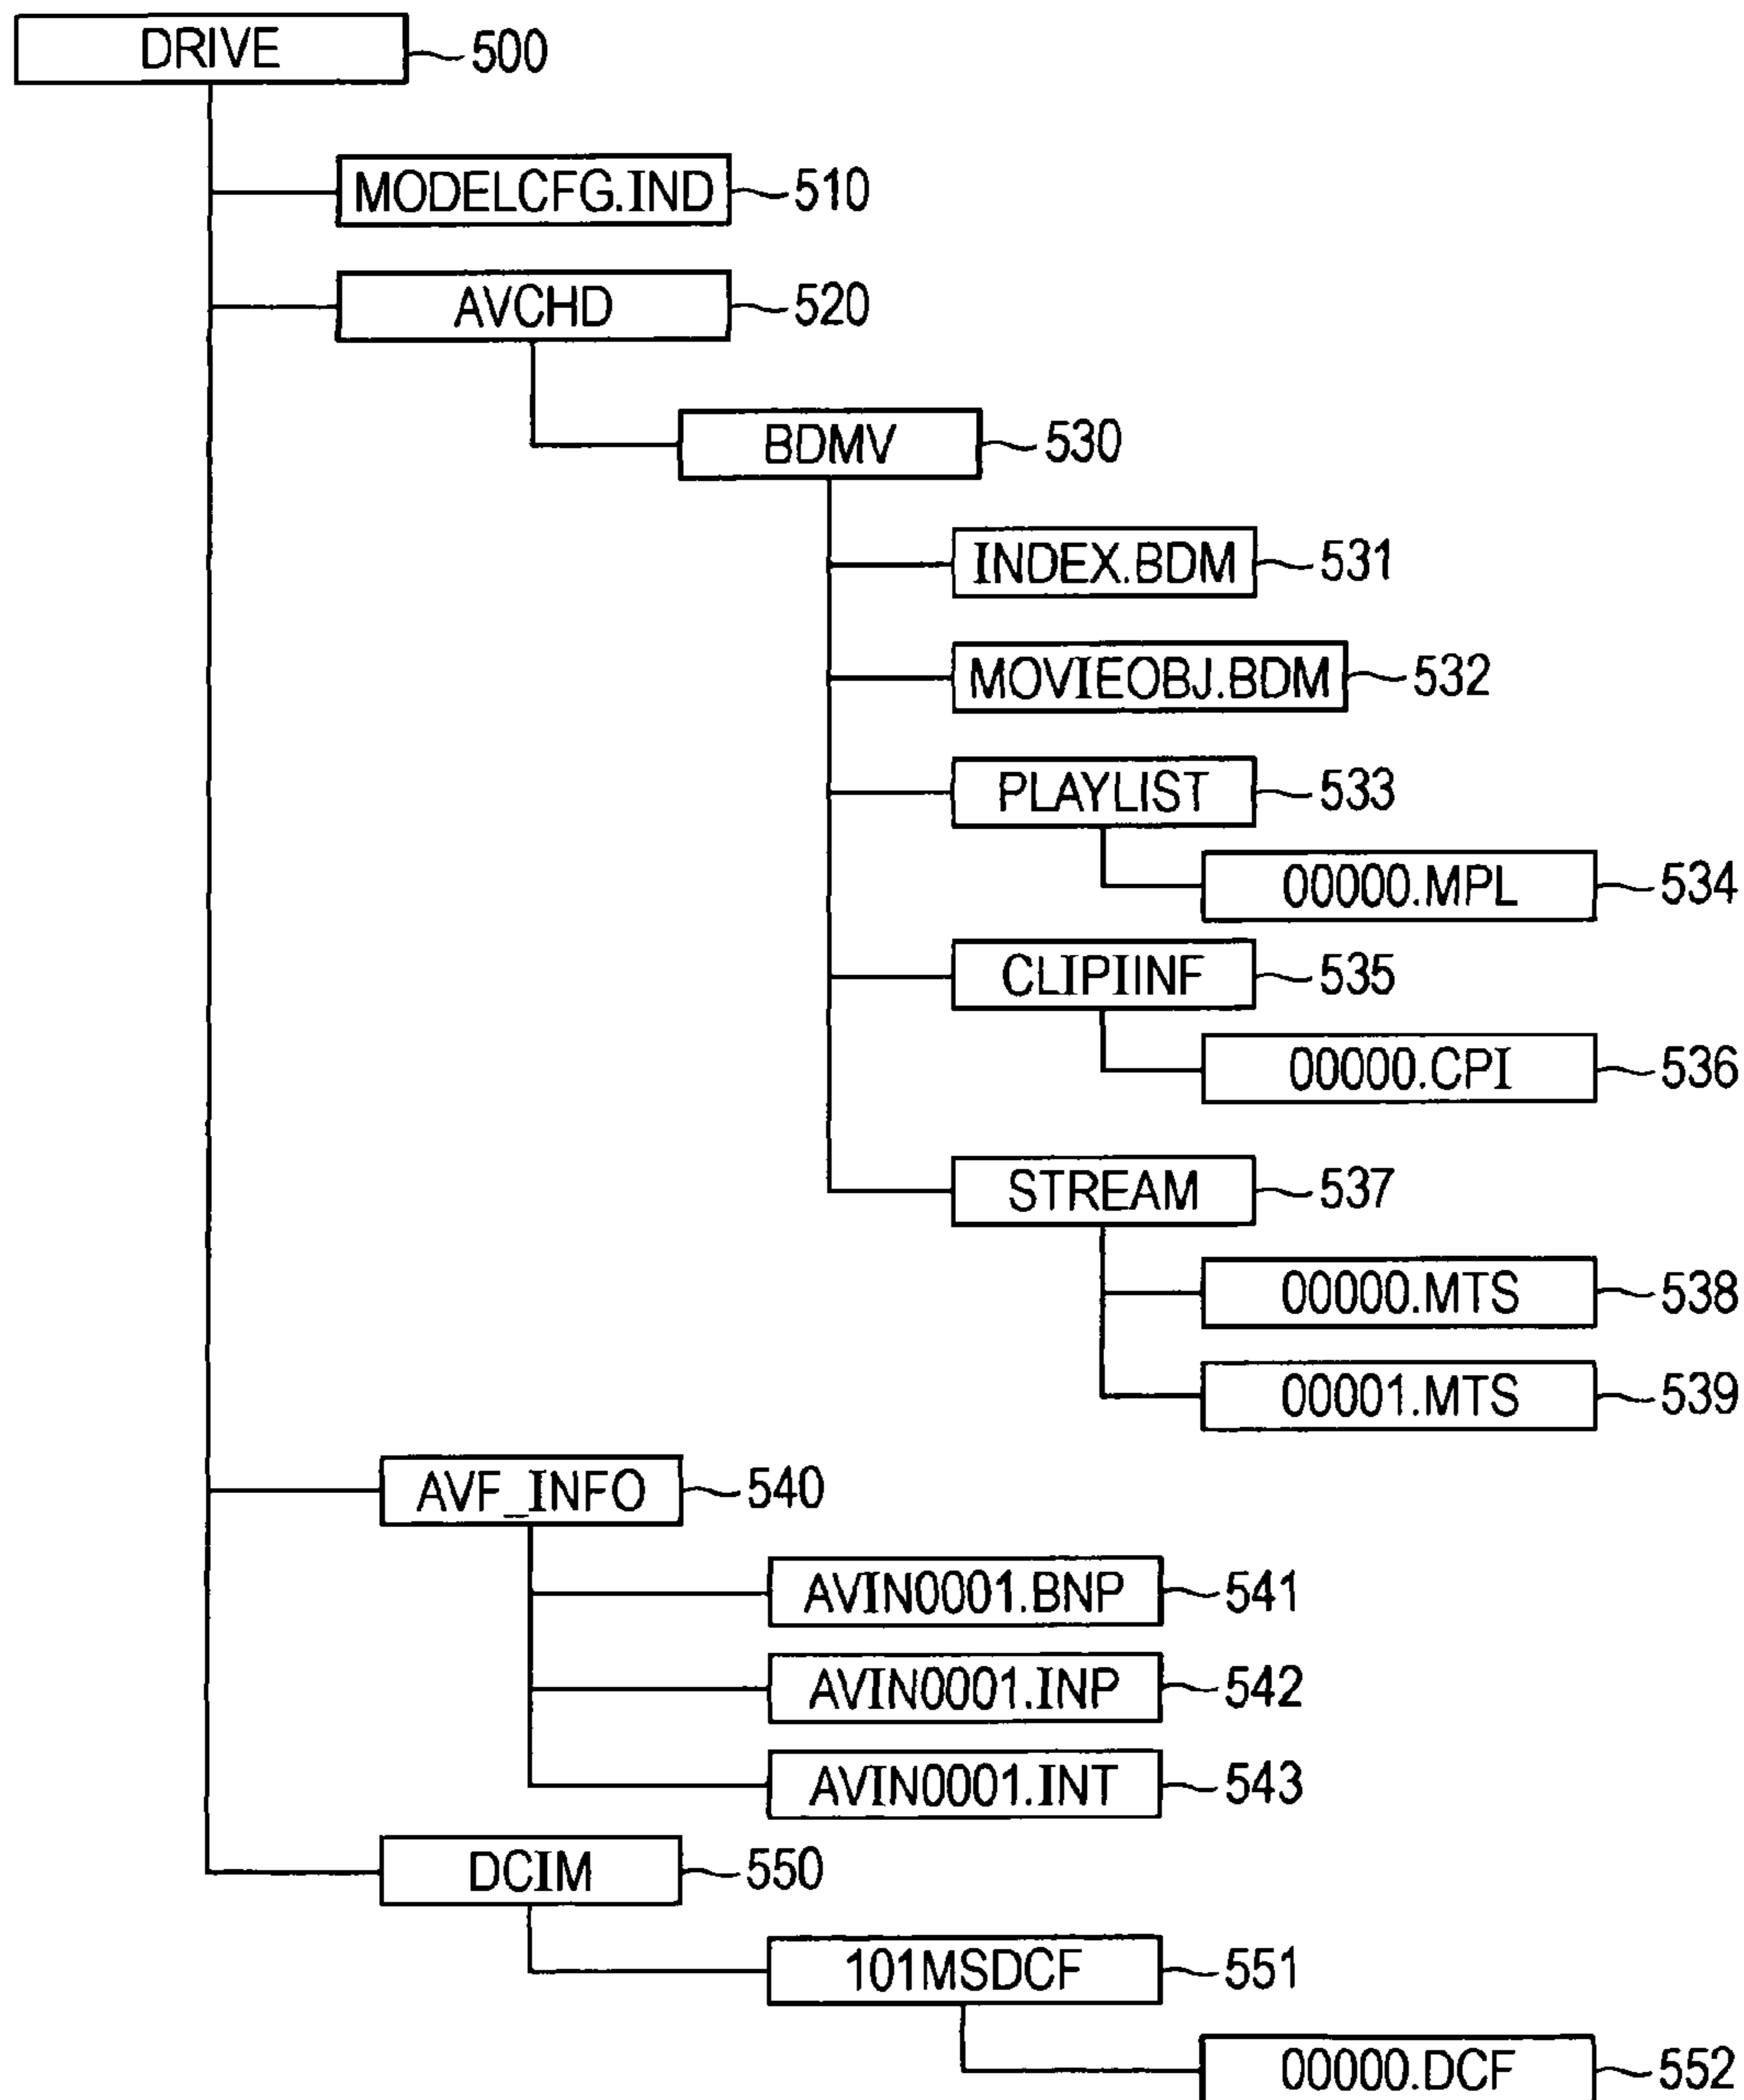 DRIVE 500
MODELCFG.IND 510
AVCHD 520
BDMV 530
INDEX.BDM 531
MOVIEOBJ.BDM 532
PLAYLIST 533
00000.MPL 534
CLIPIINF 535
00000.CPI 536
STREAM 537
00000.MTS 538
00001.MTS 539
AVF_INFO 540
AVIN0001.BNP 541
AVIN0001.INP 542
AVIN0001.INT 543
DCIM 550
101MSDCF 551
00000.DCF 552